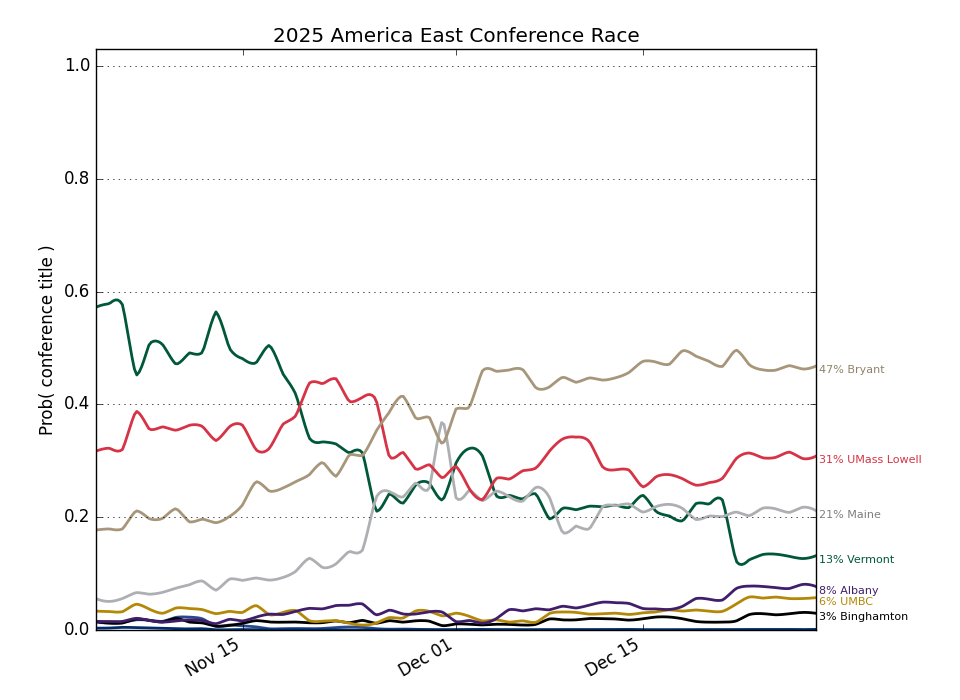 2025 America East Conference Race
1.0
0.8
0.6
0.4
0.2
0.0
Prob( conference title )
47% Bryant
31% UMass Lowell
21% Maine
13% Vermont
8% Albany
6% UMBC
3% Binghamton
Nov 15
Dec 01
Dec 15